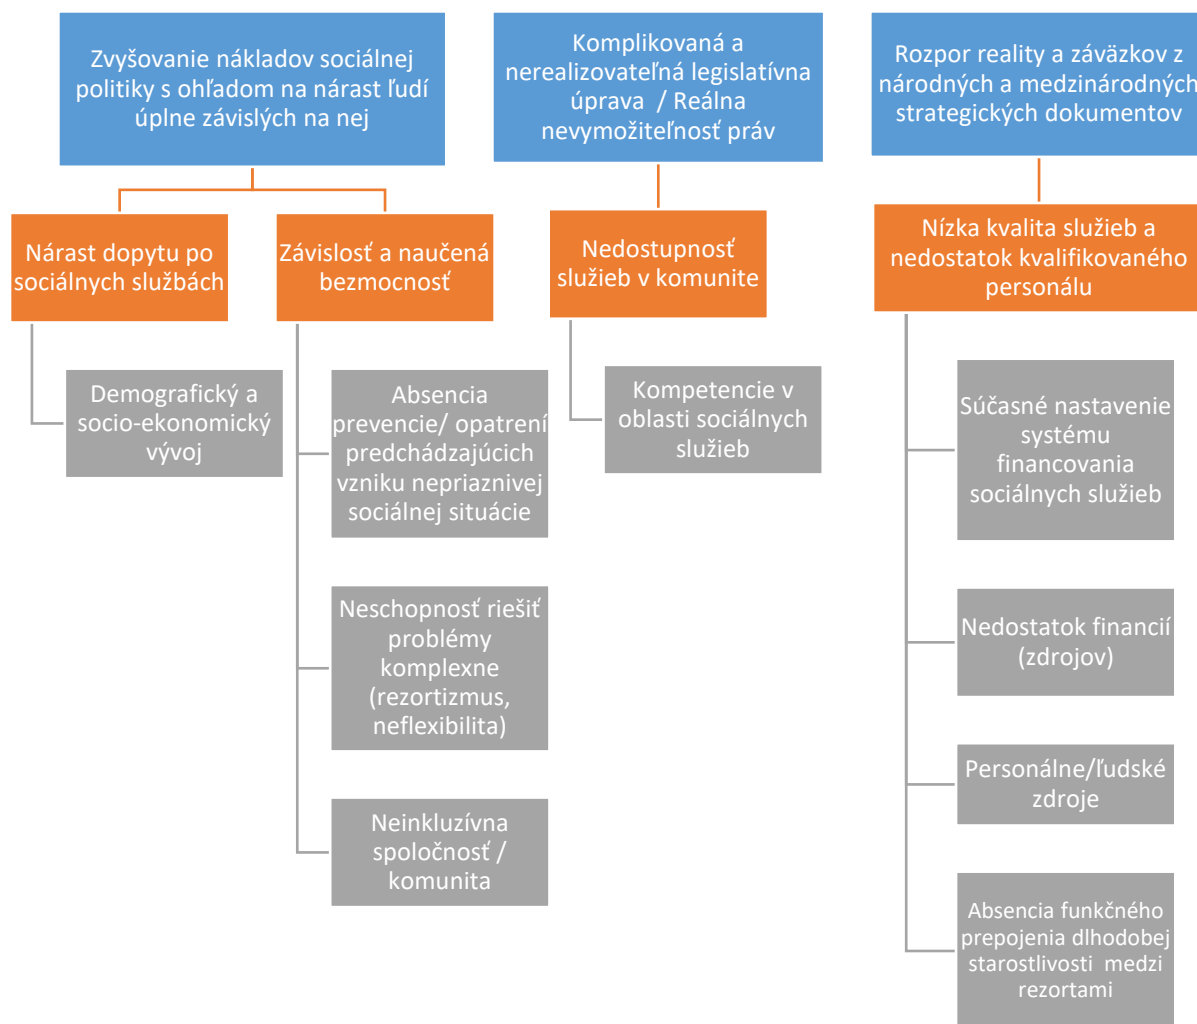 Zvyšovanie nákladov sociálnej
politiky s ohľadom na nárast ľudí
úplne závislých na nej
Komplikovaná a
nerealizovateľná legislatívna
úprava / Reálna
nevymožiteľnosť práv
Rozpor reality a záväzkov z
národných a medzinárodných
strategických dokumentov
Nárast dopytu po
sociálnych službách
Závislosť a naučená
bezmocnosť
Nedostupnosť
služieb v komunite
Nízka kvalita služieb a
nedostatok kvalifikovaného
personálu
Demografický a
socio-ekonomický
vývoj
Absencia
prevencie/ opatrení
predchádzajúcich
vzniku nepriaznivej
sociálnej situácie
Neschopnosť riešiť
problémy
komplexne
(rezortizmus,
neflexibilita)
Neinkluzívna
spoločnosť /
komunita
Kompetencie v
oblasti sociálnych
služieb
Súčasné nastavenie
systému
financovania
sociálnych služieb
Nedostatok financií
(zdrojov)
Personálne/ľudské
zdroje
Absencia funkčného
prepojenia dlhodobej
starostlivosti medzi
rezortami